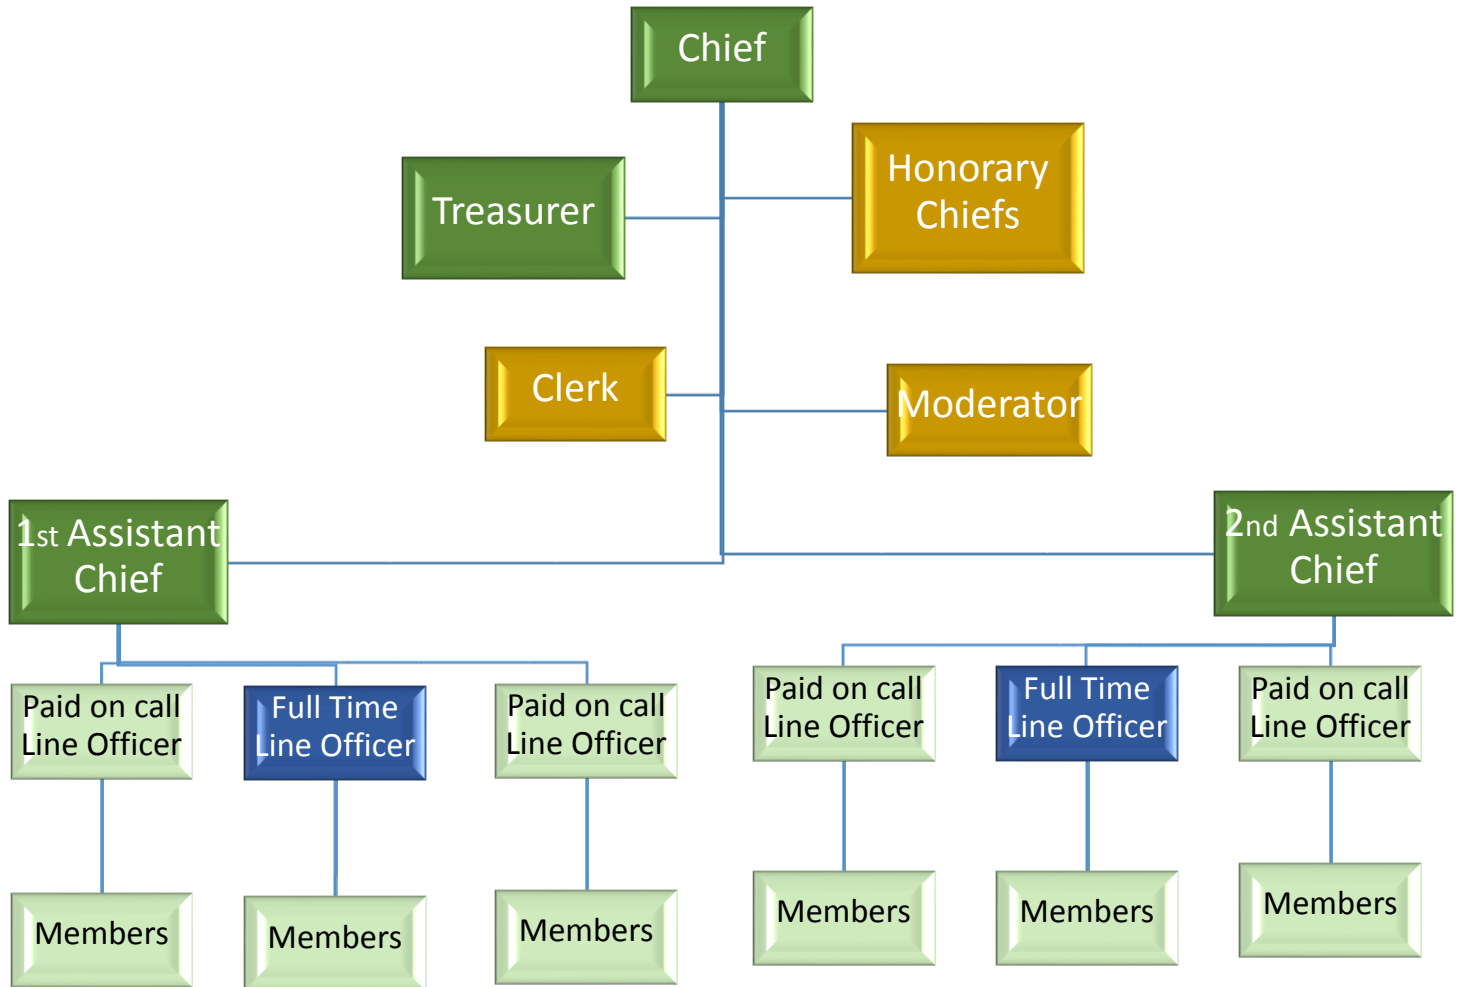 Chief
Honorary
Chiefs
Treasurer
Clerk
Moderator
1st Assistant
Chief
2nd Assistant
Chief
Paid on call
Line Officer
Full Time
Line Officer
Paid on call
Line Officer
Paid on call
Line Officer
Full Time
Line Officer
Paid on call
Line Officer
Members
Members
Members
Members
Members
Members